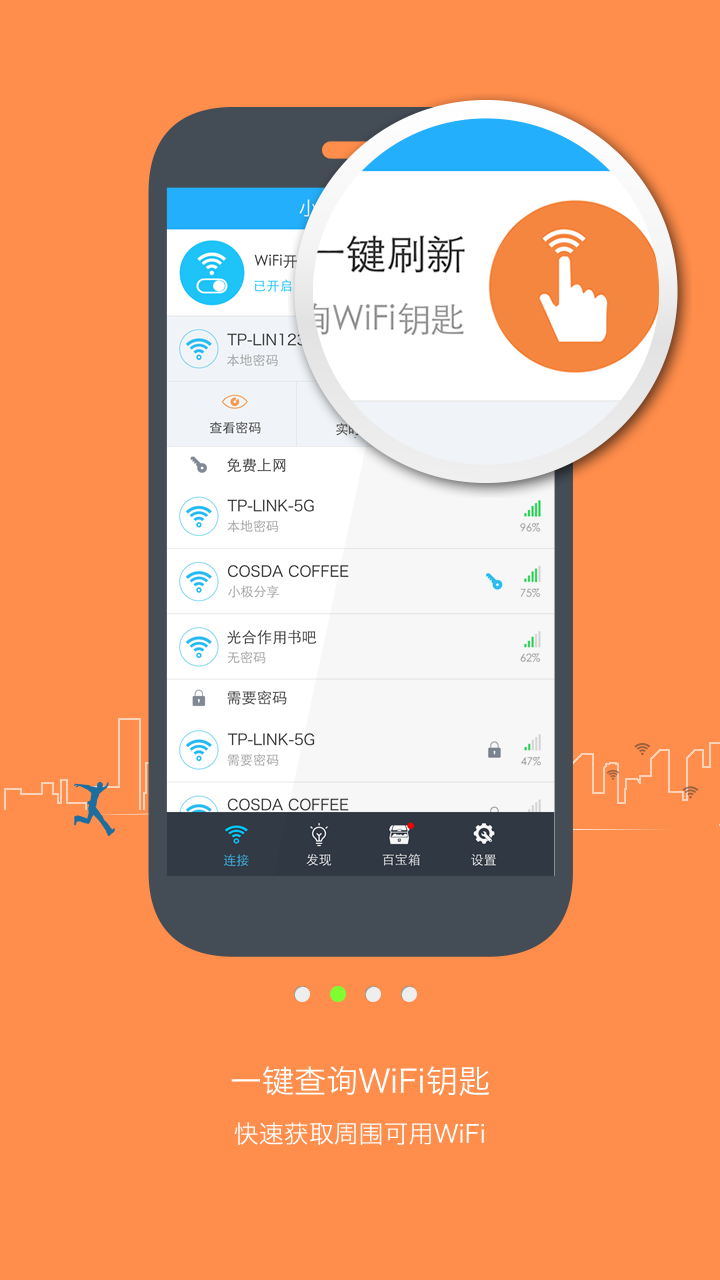 小
WiFi开
已开启
一键刷新
询WiFi钥匙
TP-LIN123
本地密码
查看密码
实时
免费上网
TP-LINK-5G
本地密码
96%
COSDA COFFEE
小极分享
75%
光合作用书吧
无密码
62%
需要密码
TP-LINK-5G
需要密码
47%
COSDA COFFEE
连接
发现
百宝箱
设置
一键查询WiFi钥匙
快速获取周围可用WiFi